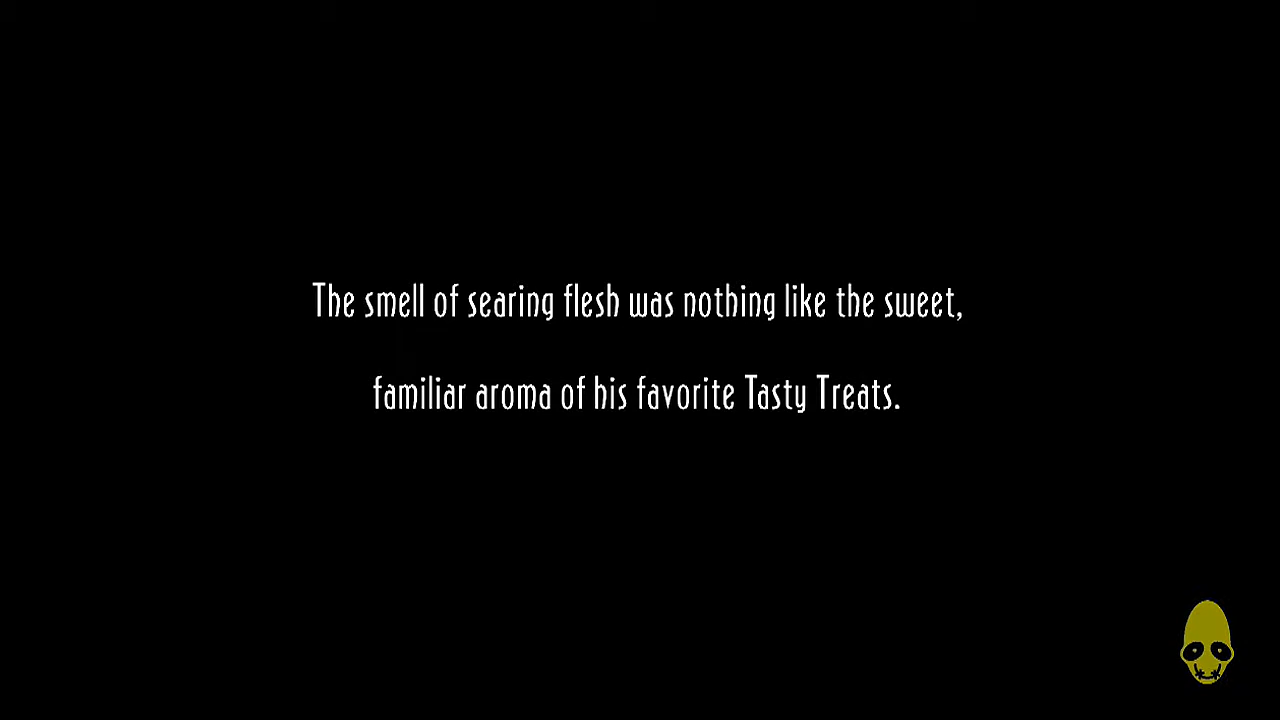 The smell of searing flesh was nothing like the sweet,
familiar aroma of his favorite Tasty Treats.